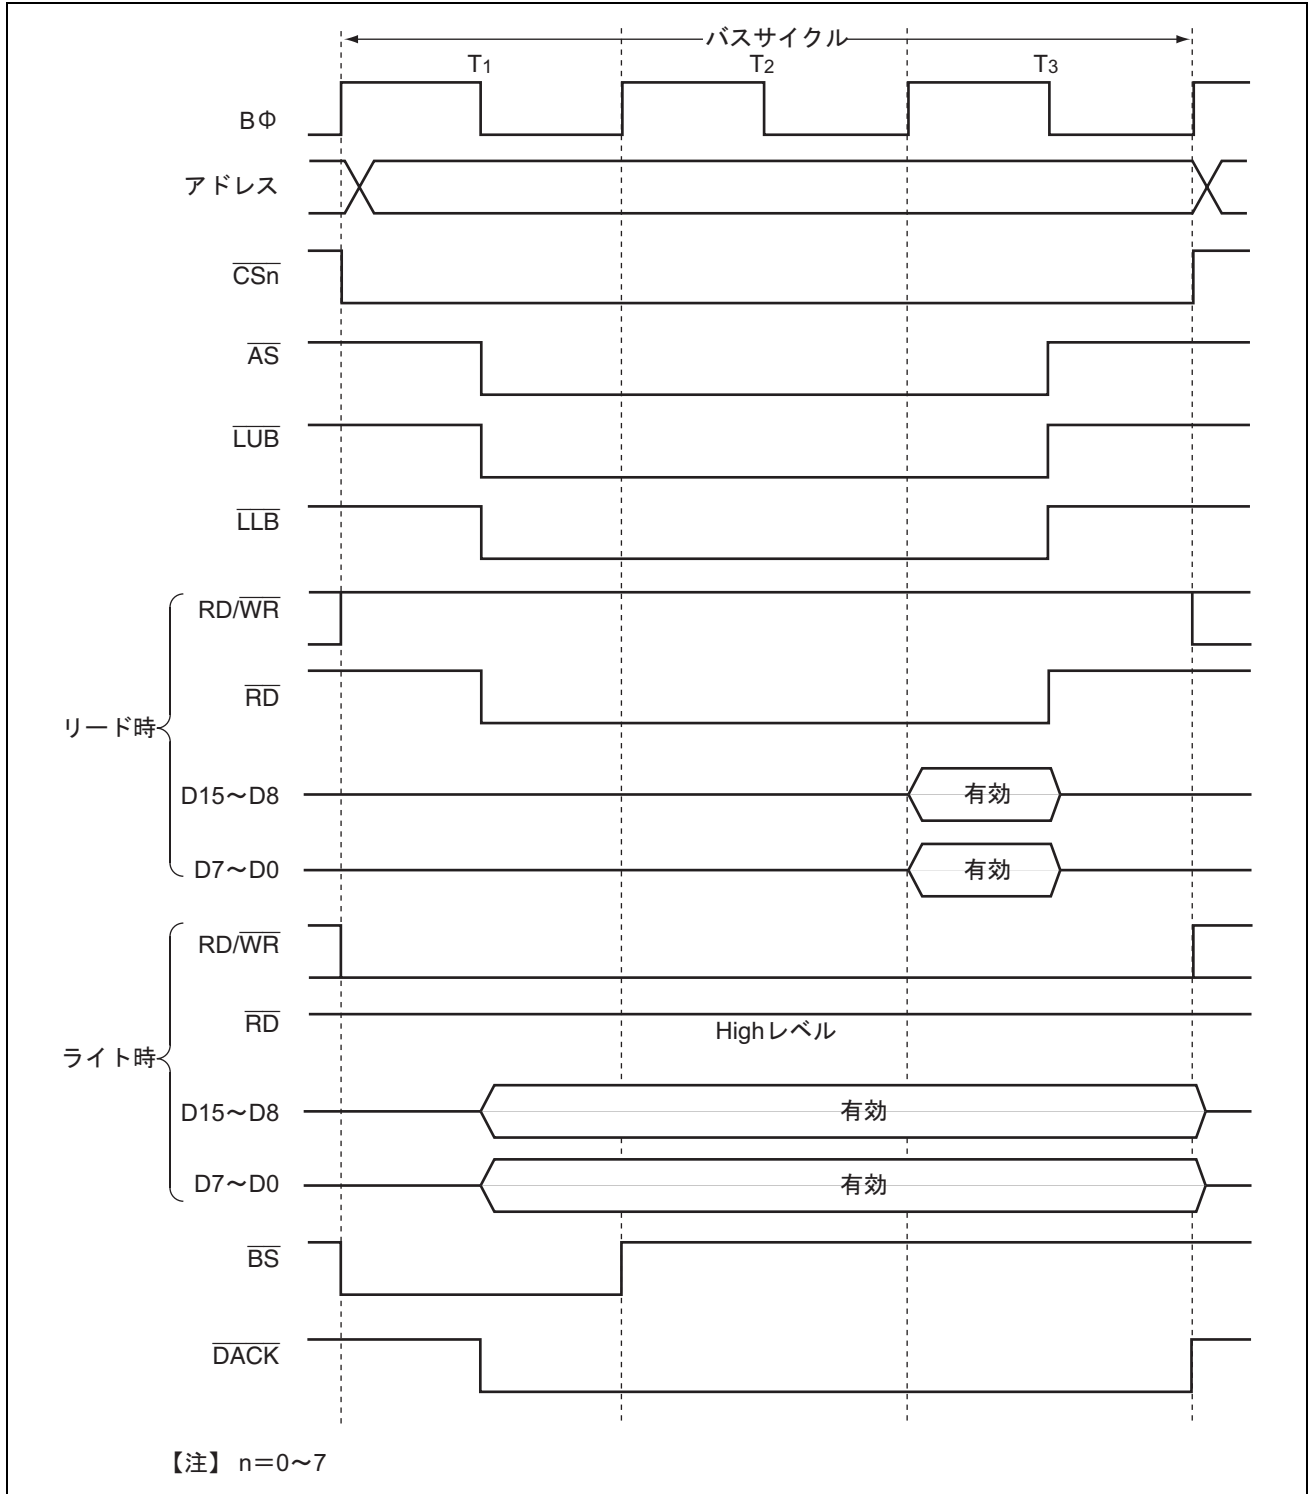 バスサイクル
T1 T2 T3
BΦ
アドレス
CSn
AS
LUB
LLB
リード時
RD/WR
RD
D15～D8 有効
D7～D0 有効
ライト時
RD/WR
RD Highレベル
D15～D8 有効
D7～D0 有効
BS
DACK
【注】 n＝0～7